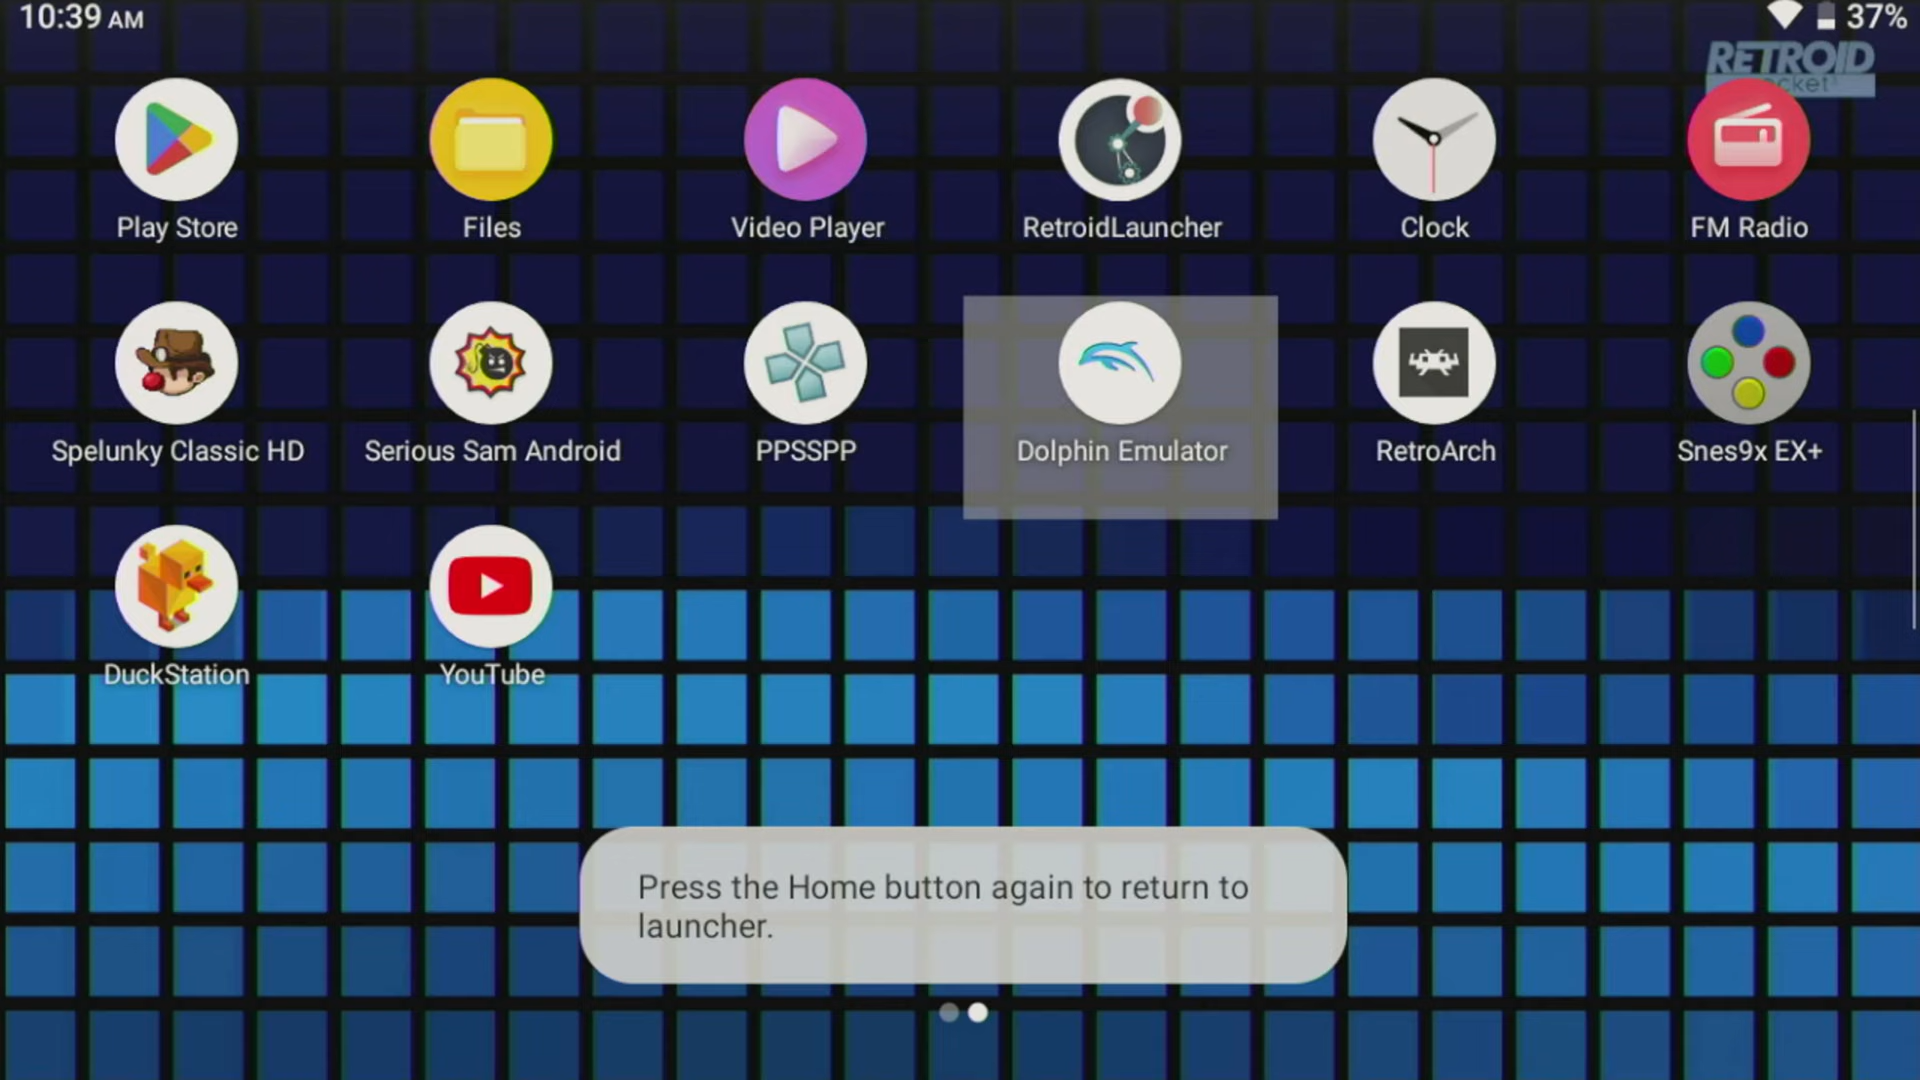 10:39 AM
37%
RETROID
Pocket
Play Store
Files
Video Player
RetroidLauncher
Clock
FM Radio
Spelunky Classic HD
Serious Sam Android
PPSSPP
Dolphin Emulator
RetroArch
Snes9x EX+
DuckStation
YouTube
Press the Home button again to return to
launcher.